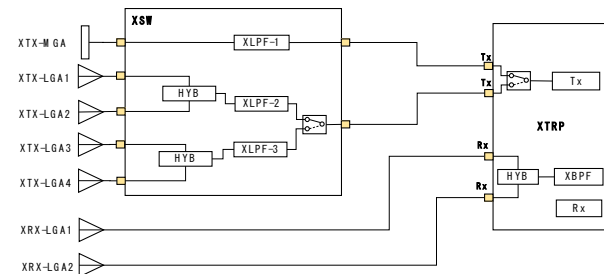 XSW
XTX-MGA
XLPF-1
XTX-LGA1
HYB
XLPF-2
XTX-LGA2
XTX-LGA3
HYB
XLPF-3
XTX-LGA4
XRX-LGA1
XRX-LGA2
Tx
Tx
Tx
XTRP
Rx
HYB
XBPF
Rx
Rx